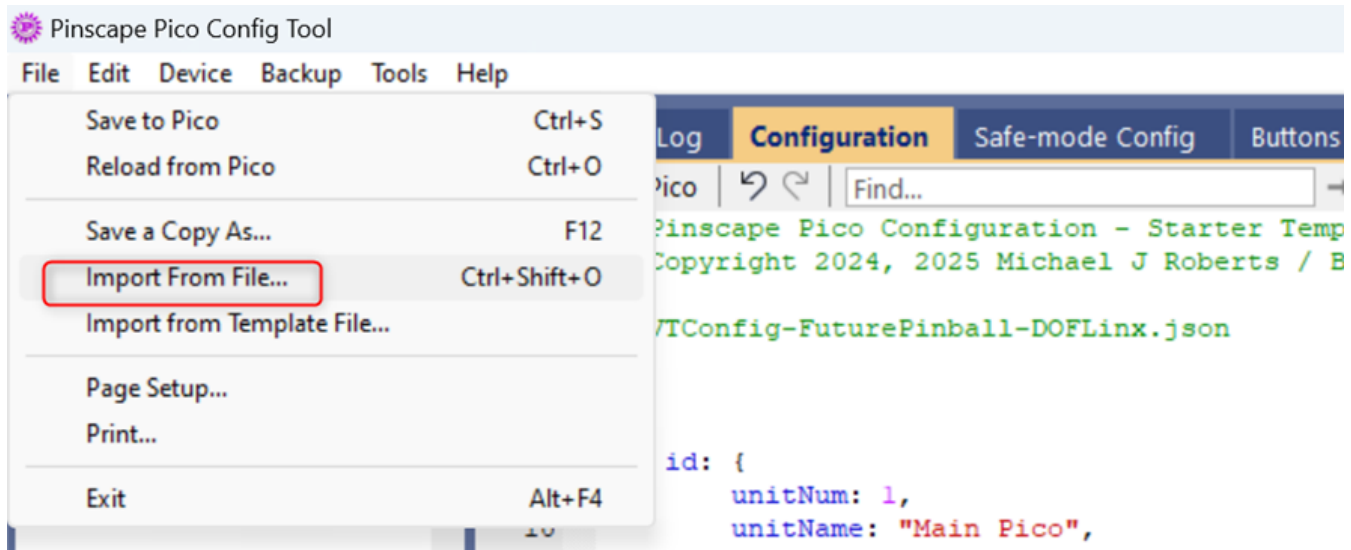 Pinscape Pico Config Tool
File Edit Device Backup Tools Help
Save to Pico Ctrl+S
Reload from Pico Ctrl+O
Save a Copy As... F12
Import From File... Ctrl+Shift+O
Import from Template File...
Page Setup...
Print...
Exit Alt+F4
Log Configuration Safe-mode Config Buttons
Pico Find...
Pinscape Pico Configuration - Starter Temp
Copyright 2024, 2025 Michael J Roberts / B
VTConfig-FuturePinball-DOFLinx.json
id: {
unitNum: 1,
unitName: "Main Pico",